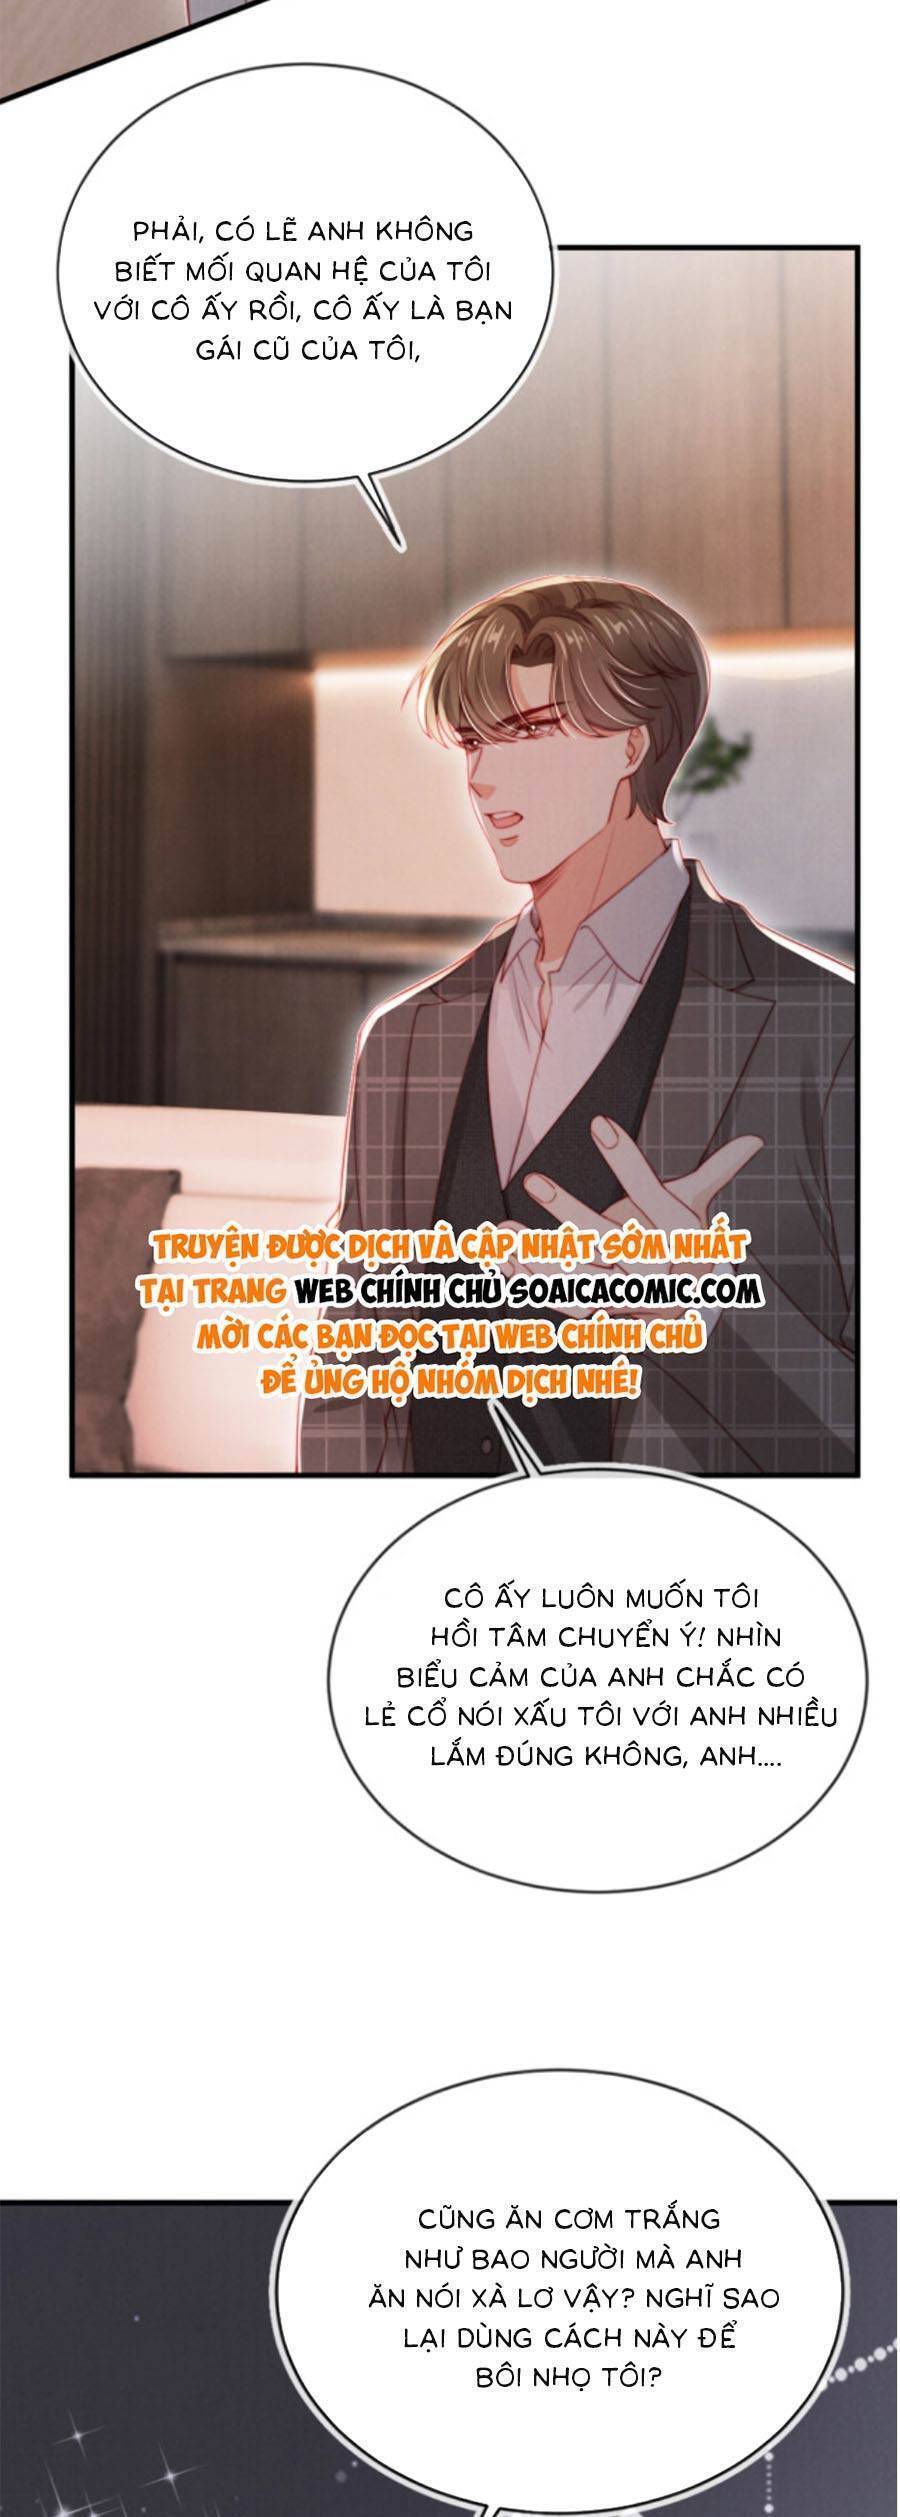 PHẢI, CÓ LẼ ANH KHÔNG
BIẾT MỐI QUAN HỆ CỦA TÔI
VỚI CÔ ẤY RỒI, CÔ ẤY LÀ BẠN
GÁI CŨ CỦA TÔI,
TRUYỆN ĐƯỢC DỊCH VÀ CẬP NHẬT SỚM NHẤT
TẠI TRANG WEB CHÍNH CHỦ SOAICACOMIC.COM
MỜI CÁC BẠN ĐỌC TẠI WEB CHÍNH CHỦ
ĐỂ ỦNG HỘ NHÓM DỊCH NHÉ!
CÔ ẤY LUÔN MUỐN TÔI
HỒI TÂM CHUYỂN Ý! NHÌN
BIỂU CẢM CỦA ANH CHẮC CÓ
LẺ CỔ NÓI XẤU TÔI VỚI ANH NHIỀU
LẮM ĐÚNG KHÔNG, ANH....
CŨNG ĂN CƠM TRẮNG
NHƯ BAO NGƯỜI MÀ ANH
ĂN NÓI XÀ LƠ VẬY? NGHĨ SAO
LẠI DÙNG CÁCH NÀY ĐỂ
BÔI NHỌ TÔI?